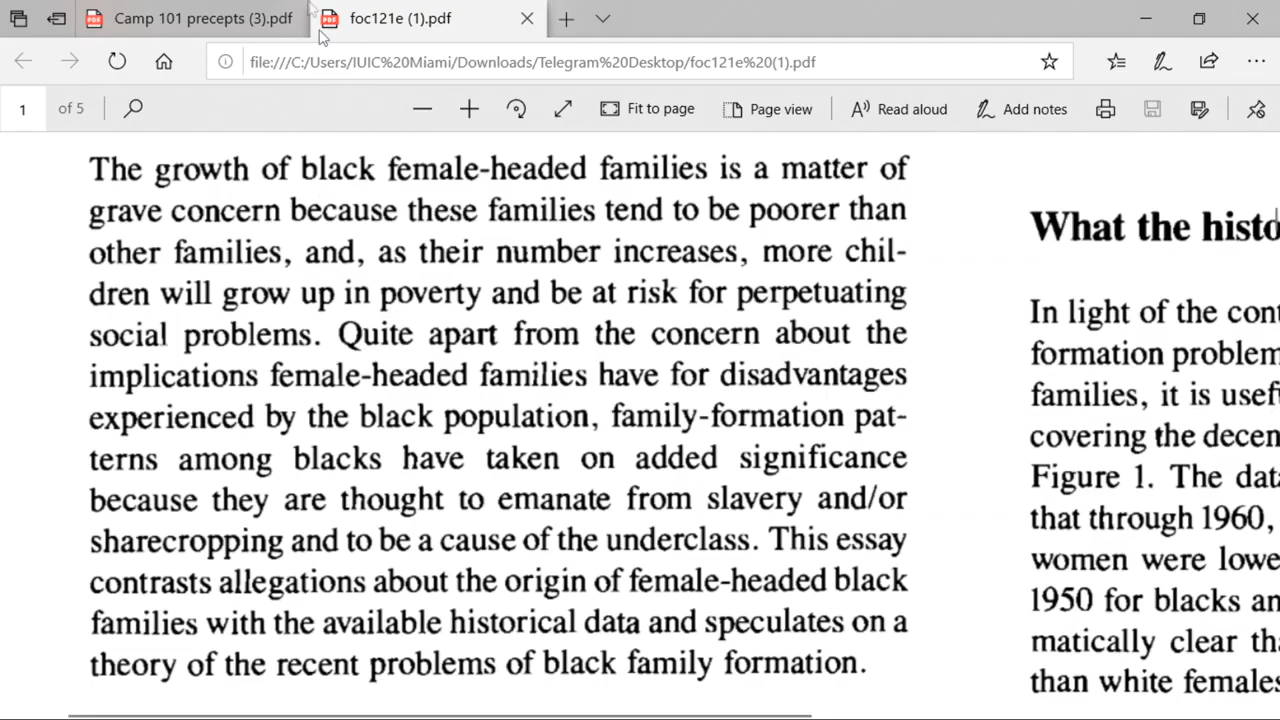 Camp 101 precepts (3).pdf
foc121e (1).pdf
file:///C:/Users/IUIC%20Miami/Downloads/Telegram%20Desktop/foc121e%20(1).pdf
1 of 5
Fit to page
Page view
Read aloud
Add notes
The growth of black female-headed families is a matter of
grave concern because these families tend to be poorer than
other families, and, as their number increases, more chil-
dren will grow up in poverty and be at risk for perpetuating
social problems. Quite apart from the concern about the
implications female-headed families have for disadvantages
experienced by the black population, family-formation pat-
terns among blacks have taken on added significance
because they are thought to emanate from slavery and/or
sharecropping and to be a cause of the underclass. This essay
contrasts allegations about the origin of female-headed black
families with the available historical data and speculates on a
theory of the recent problems of black family formation.
What the histo
In light of the con
formation problem
families, it is usef
covering the decen
Figure 1. The dat
that through 1960,
women were lowe
1950 for blacks an
matically clear tha
than white females